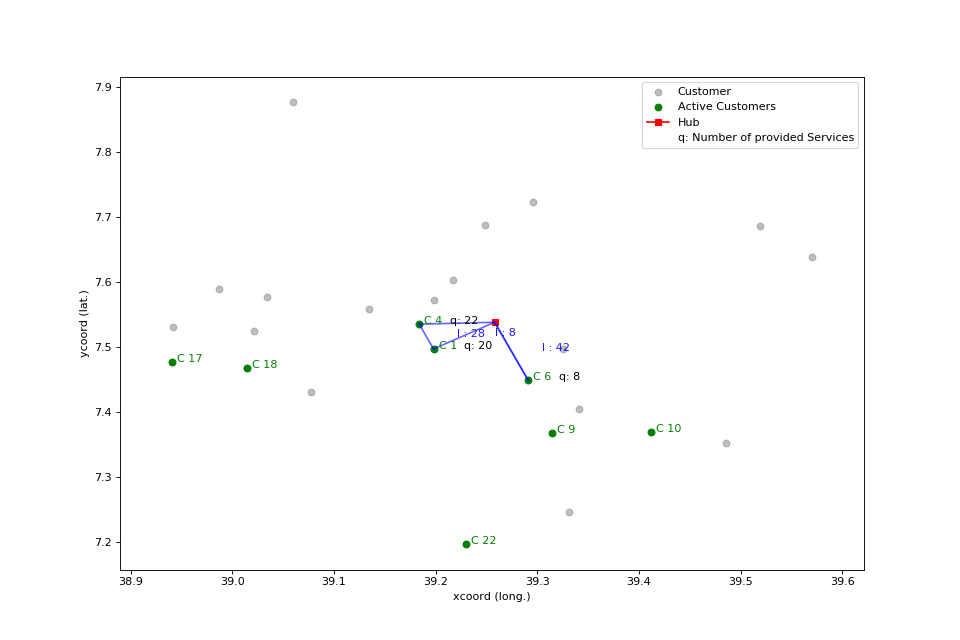 7.9
Customer
Active Customers
Hub
q: Number of provided Services
7.8
7.7
7.6
7.5
7.4
7.3
7.2
ycoord (lat.)
C 4 q: 22
l : 28
l : 8
C 1 q: 20
l : 42
C 17
C 18
C 6 q: 8
C 9
C 10
C 22
38.9 39.0 39.1 39.2 39.3 39.4 39.5 39.6
xcoord (long.)